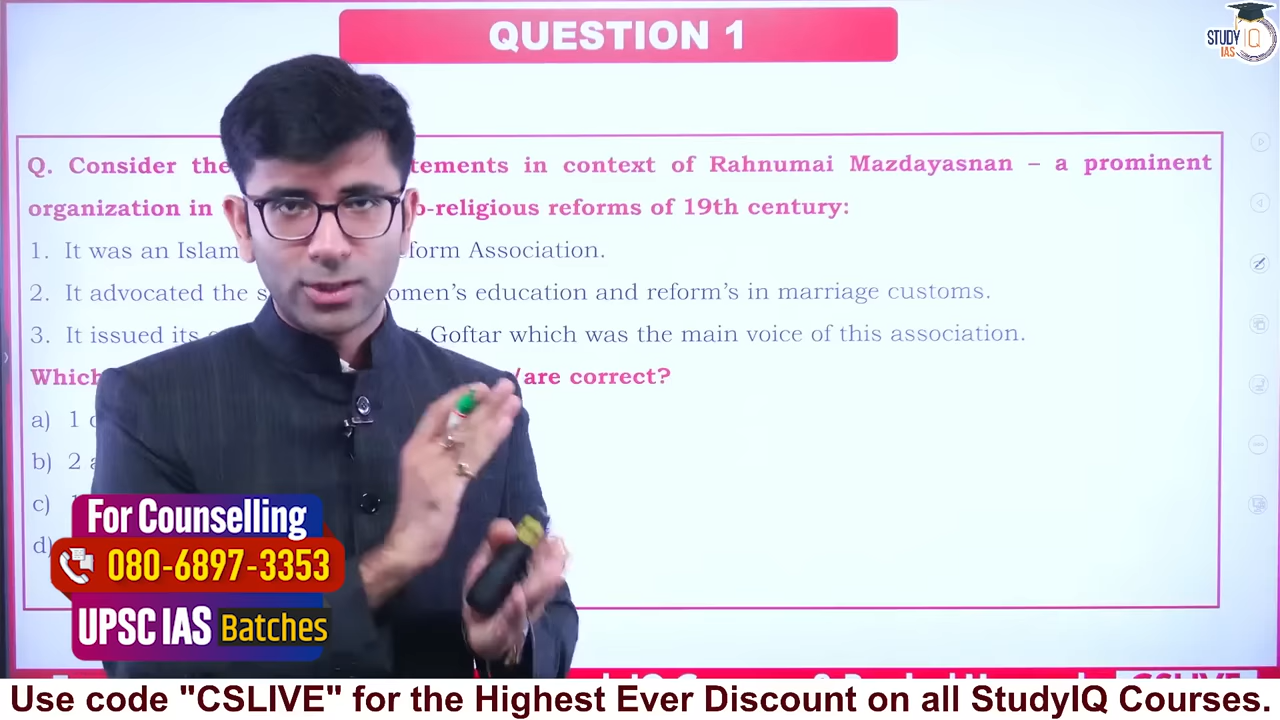 QUESTION 1
STUDY IQ
IAS
Q. Consider the tements in context of Rahnumai Mazdayasnan – a prominent
organization in o-religious reforms of 19th century:
1. It was an Islam form Association.
2. It advocated the s omen's education and reform's in marriage customs.
3. It issued its t Goftar which was the main voice of this association.
Which /are correct?
a) 1
b) 2
c)
d)
For Counselling
080-6897-3353
UPSC IAS Batches
CSLIVE
Use code "CSLIVE" for the Highest Ever Discount on all StudyIQ Courses.